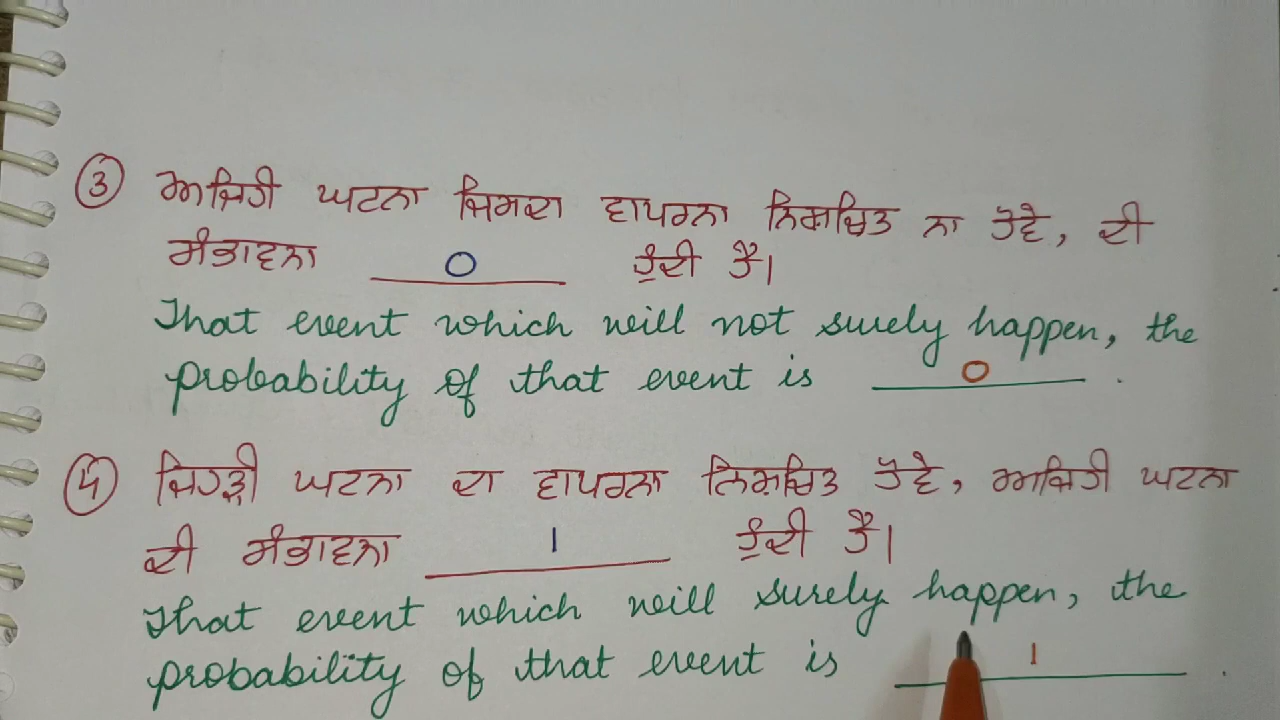 ③ ਅਜਿਹੀ ਘਟਨਾ ਜਿਸਦਾ ਵਾਪਰਨਾ ਨਿਸ਼ਚਿਤ ਨਾ ਹੋਵੇ, ਦੀ
ਸੰਭਾਵਨਾ 0 ਹੁੰਦੀ ਹੈ।
That event which will not surely happen, the
probability of that event is 0 .
④ ਜਿਹੜੀ ਘਟਨਾ ਦਾ ਵਾਪਰਨਾ ਨਿਸ਼ਚਿਤ ਹੋਵੇ, ਅਜਿਹੀ ਘਟਨਾ
ਦੀ ਸੰਭਾਵਨਾ 1 ਹੁੰਦੀ ਹੈ।
That event which will surely happen, the
probability of that event is 1 .